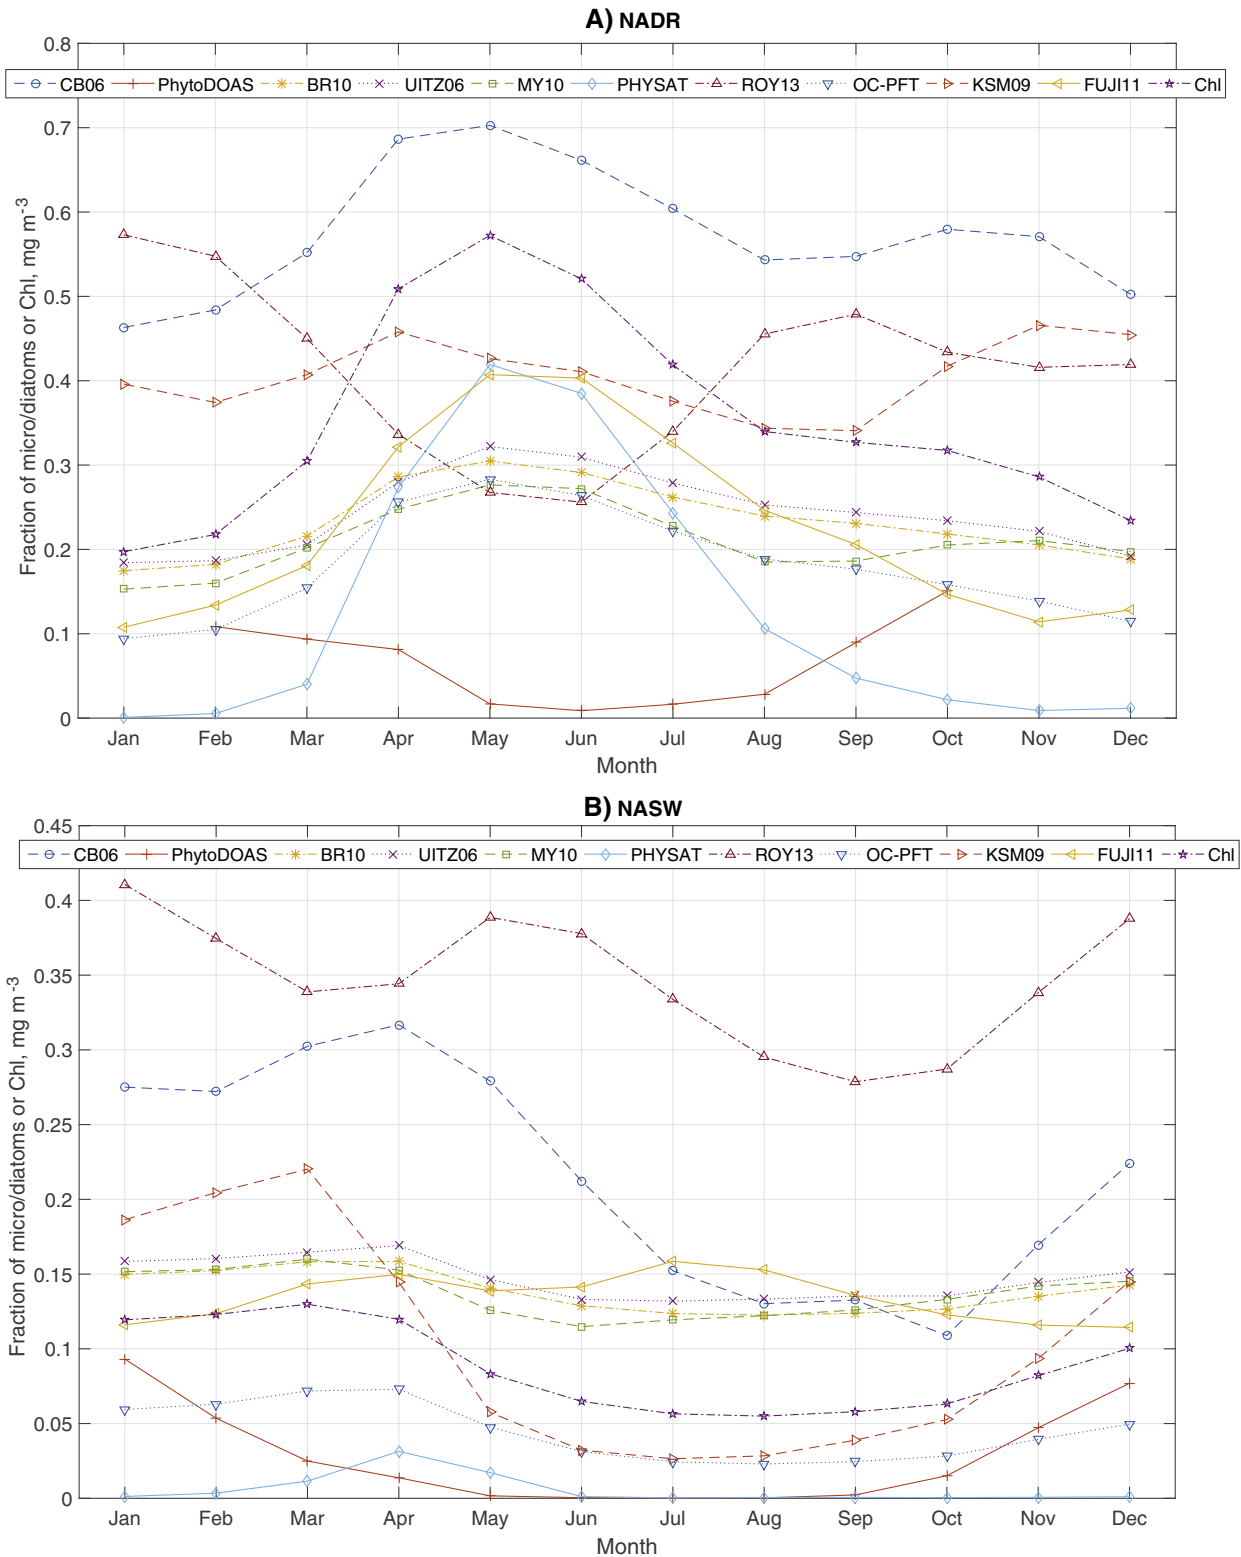 A) NADR
0.8
CB06 PhytoDOAS BR10 UITZ06 MY10 PHYSAT ROY13 OC-PFT KSM09 FUJI11 Chl
0.7
0.6
0.5
0.4
0.3
0.2
0.1
0
Fraction of micro/diatoms or Chl, mg m-3
Jan Feb Mar Apr May Jun Jul Aug Sep Oct Nov Dec
Month
B) NASW
0.45
CB06 PhytoDOAS BR10 UITZ06 MY10 PHYSAT ROY13 OC-PFT KSM09 FUJI11 Chl
0.4
0.35
0.3
0.25
0.2
0.15
0.1
0.05
0
Fraction of micro/diatoms or Chl, mg m-3
Jan Feb Mar Apr May Jun Jul Aug Sep Oct Nov Dec
Month